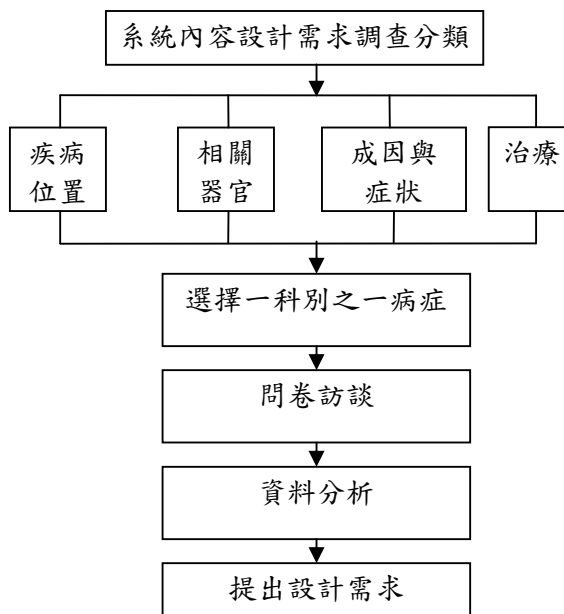 系統內容設計需求調查分類
疾病
位置
相關
器官
成因與
症狀
治療
選擇一科別之一病症
問卷訪談
資料分析
提出設計需求